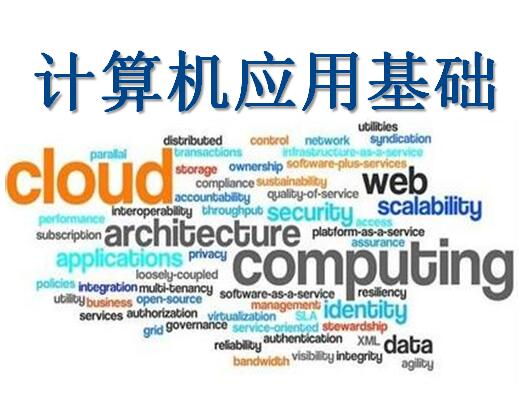 计算机应用基础
utilities
distributed control network syndication
parallal transactions infrastructure-as-a-service
cloud storage ownership software-plus-services
compliance sustainability web
accountability quality-of-service
performance interoperability throughput security scalability
access
subscription architecture platform-as-a-service
assurance
applications privacy computing
loosely-coupled
policies integration multi-tenancy software-as-a-service resiliency
utility business open-source management identity
services authorization virtualization SLA
grid governance service-oriented stewardship
reliability authentication XML data
bandwidth visibility integrity agility